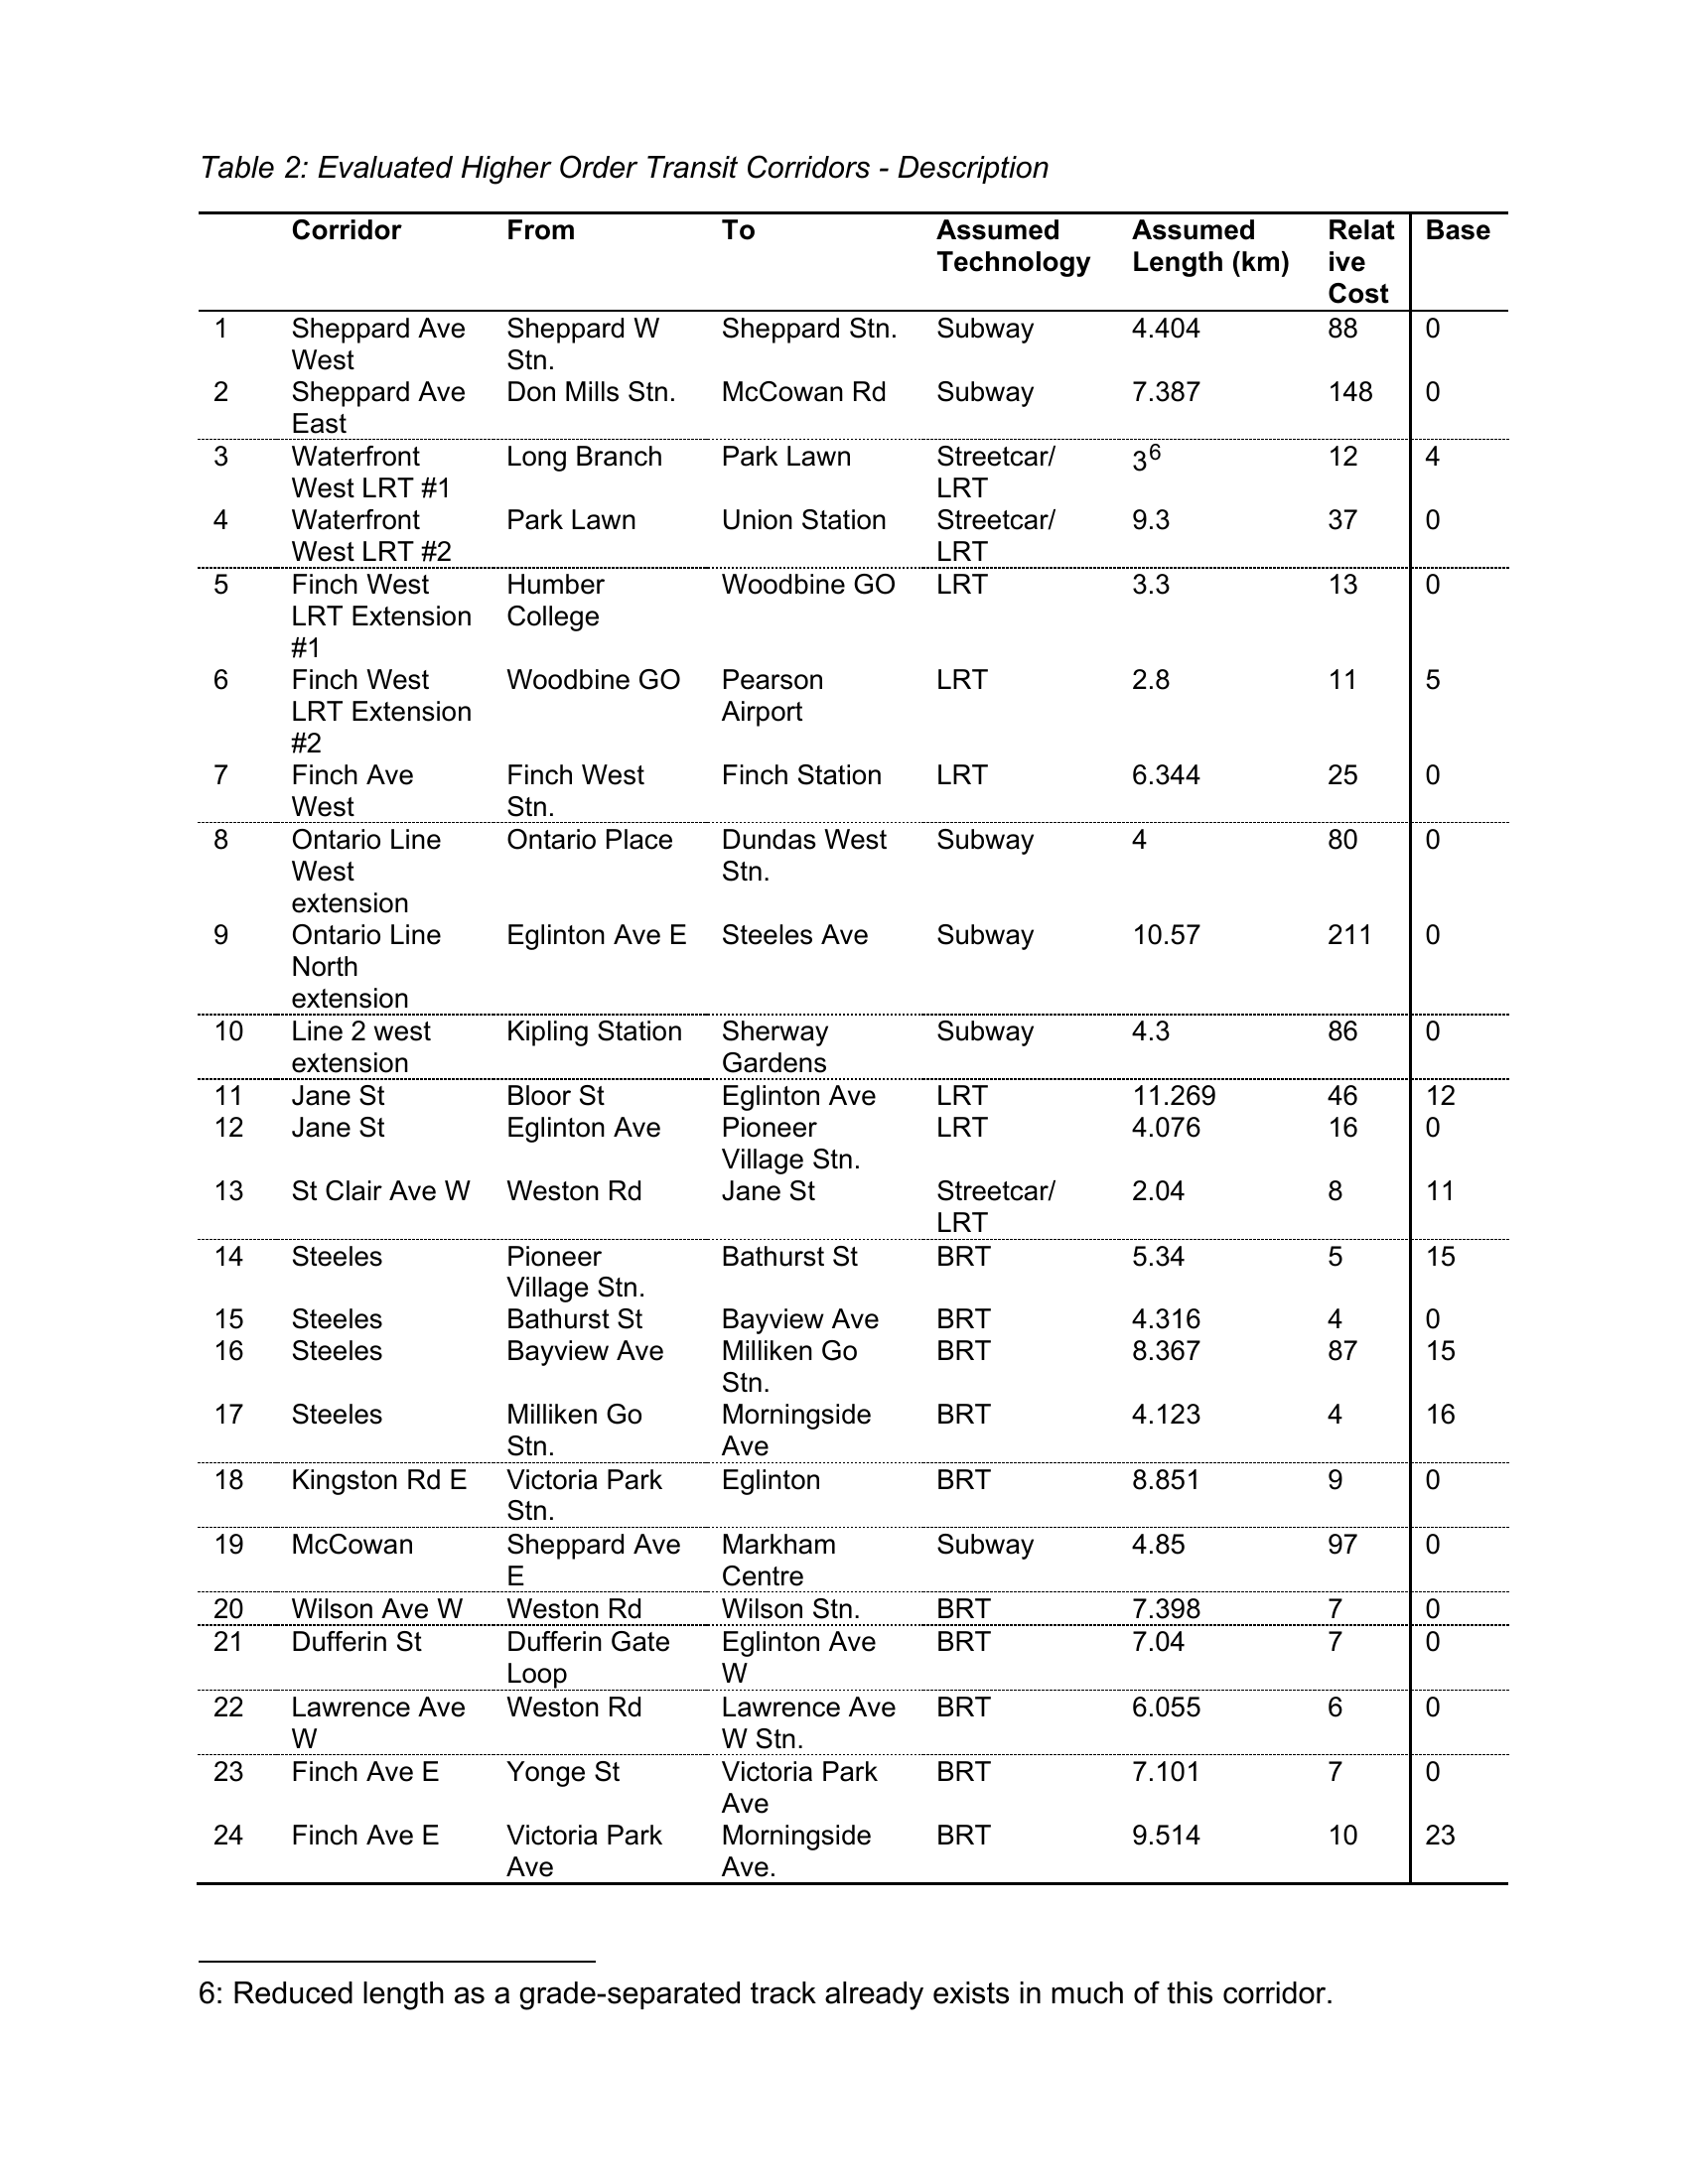 Table 2: Evaluated Higher Order Transit Corridors - Description
Corridor From To Assumed Assumed Relat Base
Technology Length (km) ive
Cost
1 Sheppard Ave Sheppard W Sheppard Stn. Subway 4.404 88 0
West Stn.
2 Sheppard Ave Don Mills Stn. McCowan Rd Subway 7.387 148 0
East
3 Waterfront Long Branch Park Lawn Streetcar/ 3⁶ 12 4
West LRT #1 LRT
4 Waterfront Park Lawn Union Station Streetcar/ 9.3 37 0
West LRT #2 LRT
5 Finch West Humber Woodbine GO LRT 3.3 13 0
LRT Extension College
#1
6 Finch West Woodbine GO Pearson LRT 2.8 11 5
LRT Extension Airport
#2
7 Finch Ave Finch West Finch Station LRT 6.344 25 0
West Stn.
8 Ontario Line Ontario Place Dundas West Subway 4 80 0
West Stn.
extension
9 Ontario Line Eglinton Ave E Steeles Ave Subway 10.57 211 0
North
extension
10 Line 2 west Kipling Station Sherway Subway 4.3 86 0
extension Gardens
11 Jane St Bloor St Eglinton Ave LRT 11.269 46 12
12 Jane St Eglinton Ave Pioneer LRT 4.076 16 0
Village Stn.
13 St Clair Ave W Weston Rd Jane St Streetcar/ 2.04 8 11
LRT
14 Steeles Pioneer Bathurst St BRT 5.34 5 15
Village Stn.
15 Steeles Bathurst St Bayview Ave BRT 4.316 4 0
16 Steeles Bayview Ave Milliken Go BRT 8.367 87 15
Stn.
17 Steeles Milliken Go Morningside BRT 4.123 4 16
Stn. Ave
18 Kingston Rd E Victoria Park Eglinton BRT 8.851 9 0
Stn.
19 McCowan Sheppard Ave Markham Subway 4.85 97 0
E Centre
20 Wilson Ave W Weston Rd Wilson Stn. BRT 7.398 7 0
21 Dufferin St Dufferin Gate Eglinton Ave BRT 7.04 7 0
Loop W
22 Lawrence Ave Weston Rd Lawrence Ave BRT 6.055 6 0
W W Stn.
23 Finch Ave E Yonge St Victoria Park BRT 7.101 7 0
Ave
24 Finch Ave E Victoria Park Morningside BRT 9.514 10 23
Ave Ave.
6: Reduced length as a grade-separated track already exists in much of this corridor.